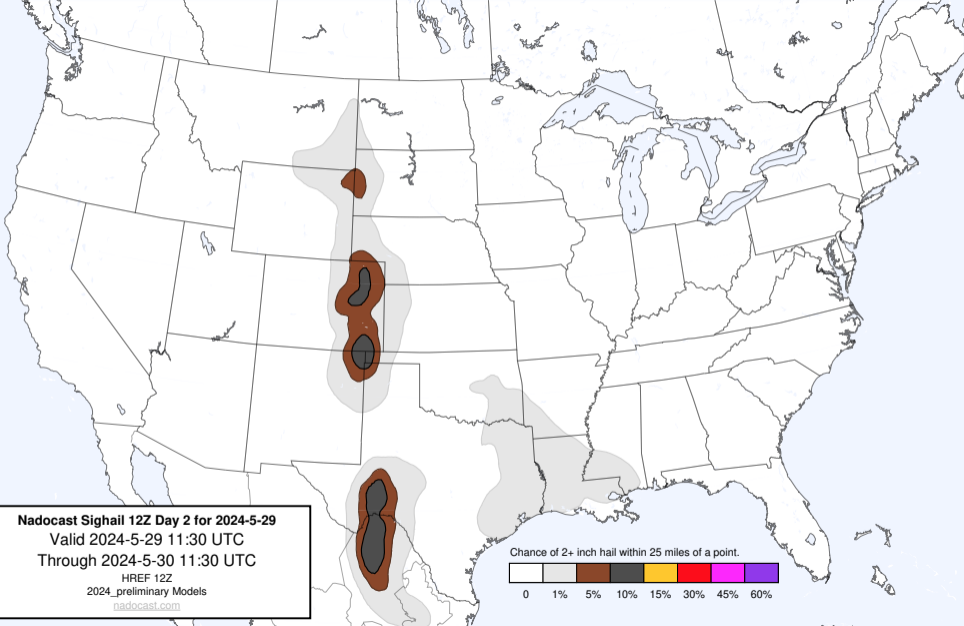 Nadocast Sighail 12Z Day 2 for 2024-5-29
Valid 2024-5-29 11:30 UTC
Through 2024-5-30 11:30 UTC
HREF 12Z
2024_preliminary Models
nadocast.com
Chance of 2+ inch hail within 25 miles of a point.
0 1% 5% 10% 15% 30% 45% 60%